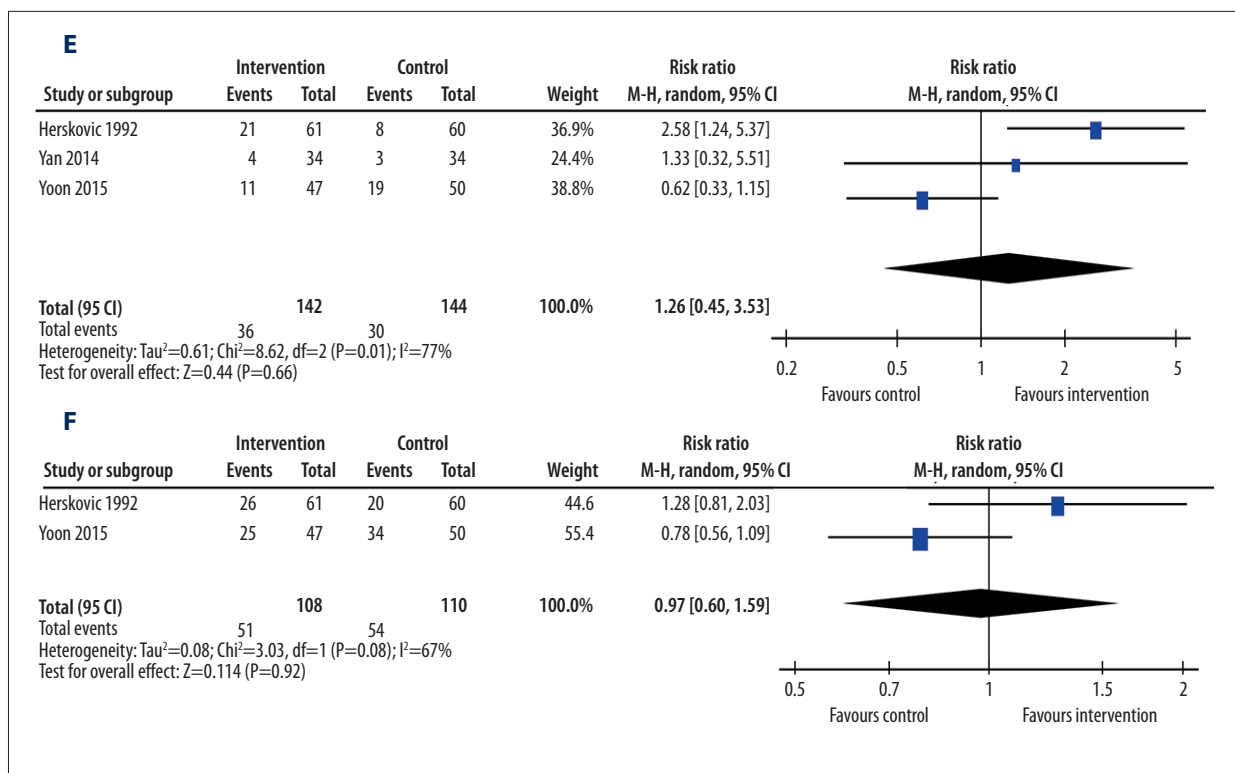 E
Intervention Control Risk ratio Risk ratio
Study or subgroup Events Total Events Total Weight M-H, random, 95% CI M-H, random, 95% CI
Herskovic 1992 21 61 8 60 36.9% 2.58 [1.24, 5.37]
Yan 2014 4 34 3 34 24.4% 1.33 [0.32, 5.51]
Yoon 2015 11 47 19 50 38.8% 0.62 [0.33, 1.15]
Total (95 CI) 142 144 100.0% 1.26 [0.45, 3.53]
Total events 36 30
Heterogeneity: Tau²=0.61; Chi²=8.62, df=2 (P=0.01); I²=77%
Test for overall effect: Z=0.44 (P=0.66)
0.2 0.5 1 2 5
Favours control Favours intervention
F
Intervention Control Risk ratio Risk ratio
Study or subgroup Events Total Events Total Weight M-H, random, 95% CI M-H, random, 95% CI
Herskovic 1992 26 61 20 60 44.6 1.28 [0.81, 2.03]
Yoon 2015 25 47 34 50 55.4 0.78 [0.56, 1.09]
Total (95 CI) 108 110 100.0% 0.97 [0.60, 1.59]
Total events 51 54
Heterogeneity: Tau²=0.08; Chi²=3.03, df=1 (P=0.08); I²=67%
Test for overall effect: Z=0.114 (P=0.92)
0.5 0.7 1 1.5 2
Favours control Favours intervention